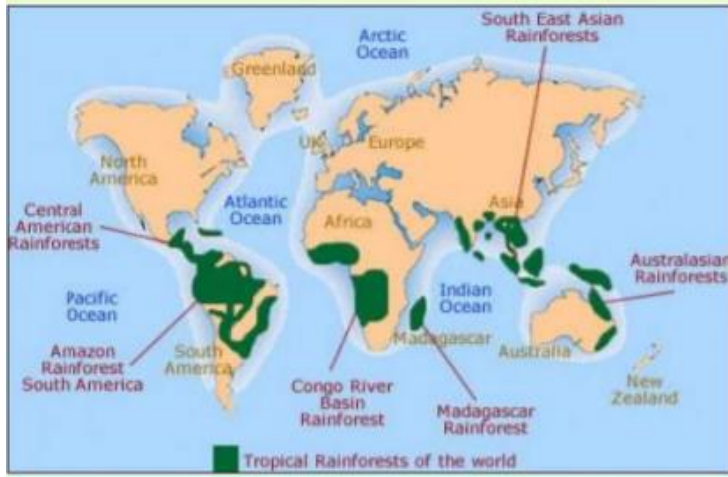 South East Asian
Rainforests
Arctic
Ocean
Greenland
UK
Europe
North
America
Atlantic
Ocean
Asia
Africa
Central
American
Rainforests
Australasian
Rainforests
Pacific
Ocean
Indian
Ocean
Madagascar
Australia
Amazon
Rainforest
South America
South
America
Congo River
Basin
Rainforest
Madagascar
Rainforest
New
Zealand
Tropical Rainforests of the world